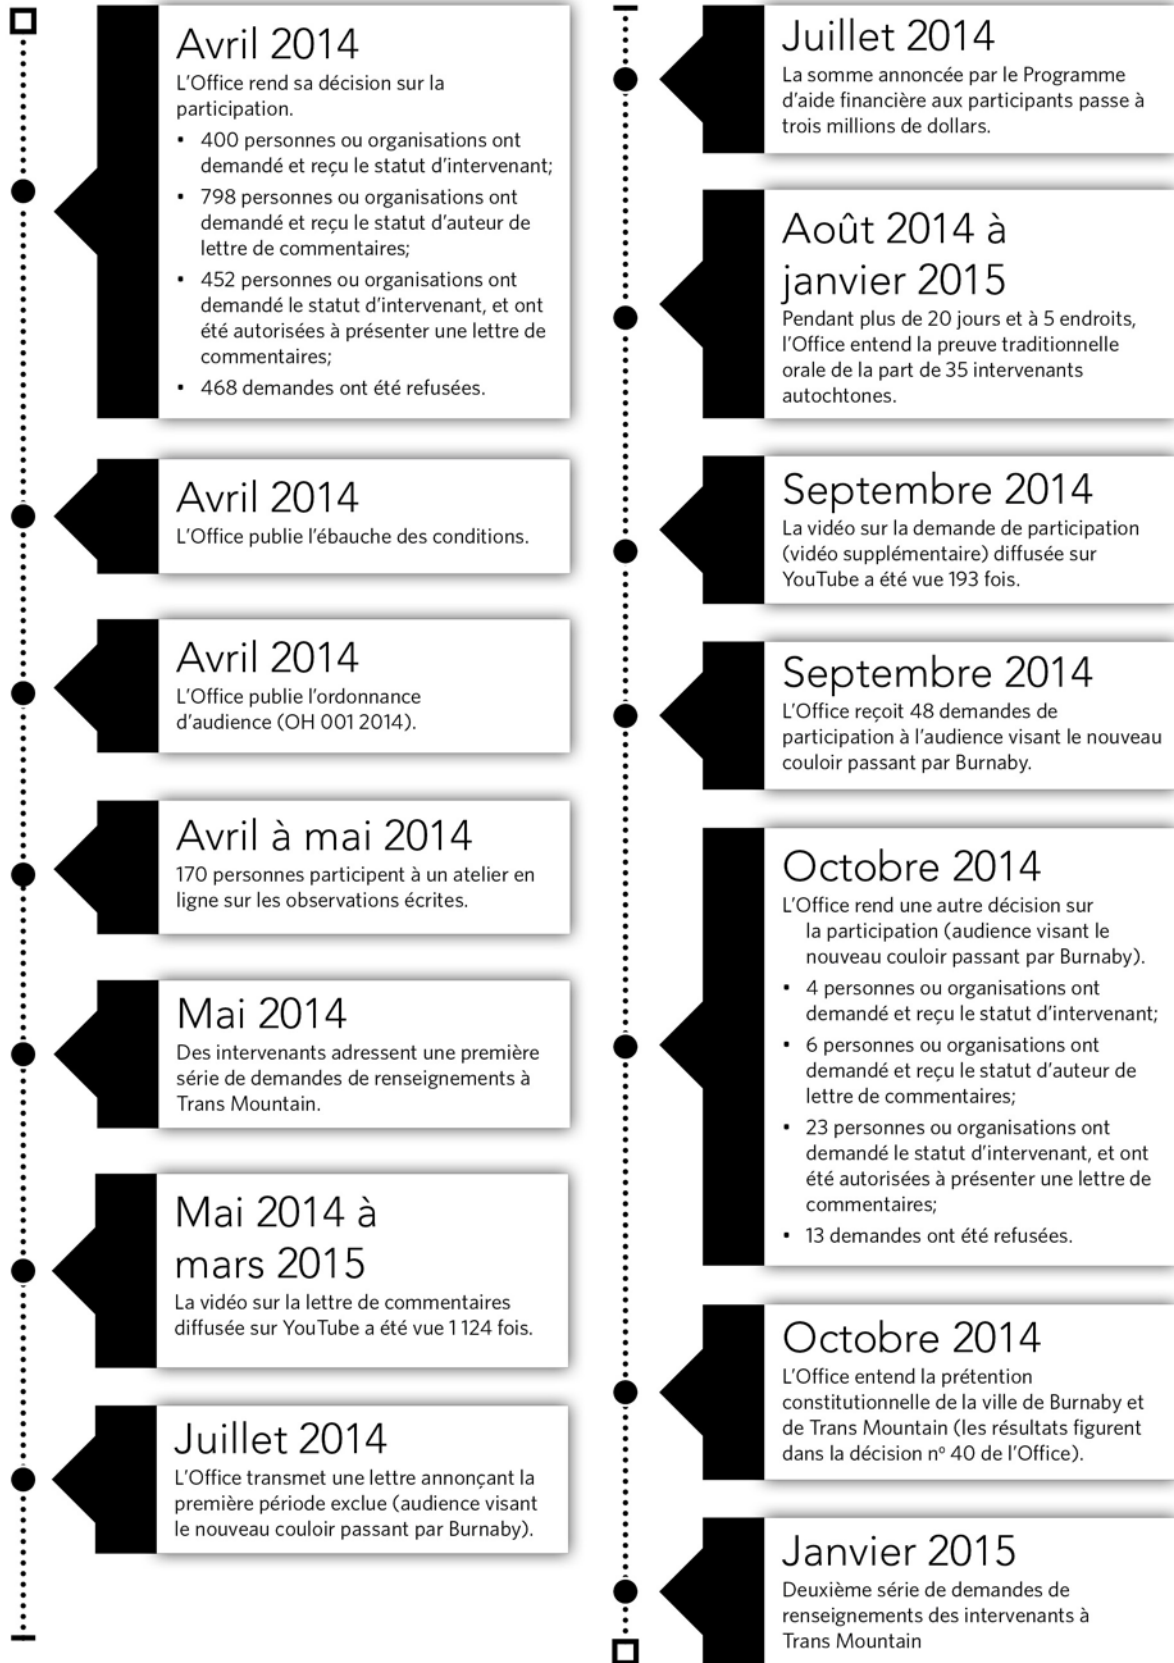 Avril 2014
L'Office rend sa décision sur la
participation.
• 400 personnes ou organisations ont
demandé et reçu le statut d'intervenant;
• 798 personnes ou organisations ont
demandé et reçu le statut d'auteur de
lettre de commentaires;
• 452 personnes ou organisations ont
demandé le statut d'intervenant, et ont
été autorisées à présenter une lettre de
commentaires;
• 468 demandes ont été refusées.
Avril 2014
L'Office publie l'ébauche des conditions.
Avril 2014
L'Office publie l'ordonnance
d'audience (OH 001 2014).
Avril à mai 2014
170 personnes participent à un atelier en
ligne sur les observations écrites.
Mai 2014
Des intervenants adressent une première
série de demandes de renseignements à
Trans Mountain.
Mai 2014 à
mars 2015
La vidéo sur la lettre de commentaires
diffusée sur YouTube a été vue 1 124 fois.
Juillet 2014
L'Office transmet une lettre annonçant la
première période exclue (audience visant
le nouveau couloir passant par Burnaby).
Juillet 2014
La somme annoncée par le Programme
d'aide financière aux participants passe à
trois millions de dollars.
Août 2014 à
janvier 2015
Pendant plus de 20 jours et à 5 endroits,
l'Office entend la preuve traditionnelle
orale de la part de 35 intervenants
autochtones.
Septembre 2014
La vidéo sur la demande de participation
(vidéo supplémentaire) diffusée sur
YouTube a été vue 193 fois.
Septembre 2014
L'Office reçoit 48 demandes de
participation à l'audience visant le nouveau
couloir passant par Burnaby.
Octobre 2014
L'Office rend une autre décision sur
la participation (audience visant le
nouveau couloir passant par Burnaby).
• 4 personnes ou organisations ont
demandé et reçu le statut d'intervenant;
• 6 personnes ou organisations ont
demandé et reçu le statut d'auteur de
lettre de commentaires;
• 23 personnes ou organisations ont
demandé le statut d'intervenant, et ont
été autorisées à présenter une lettre de
commentaires;
• 13 demandes ont été refusées.
Octobre 2014
L'Office entend la prétention
constitutionnelle de la ville de Burnaby et
de Trans Mountain (les résultats figurent
dans la décision nº 40 de l'Office).
Janvier 2015
Deuxième série de demandes de
renseignements des intervenants à
Trans Mountain